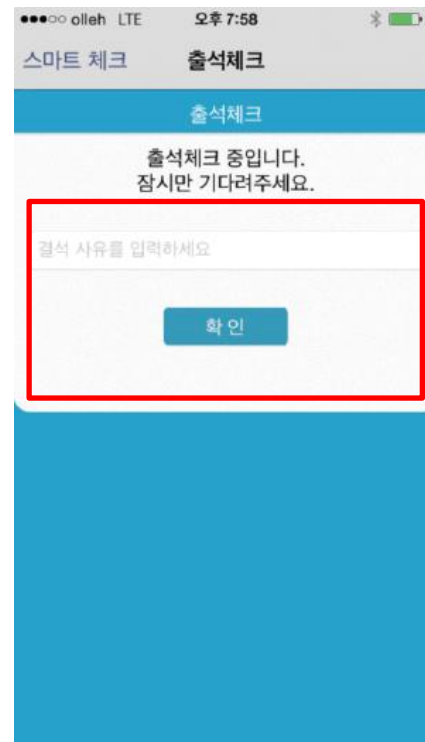 olleh LTE 오후 7:58
스마트 체크 출석체크
출석체크
출석체크 중입니다.
잠시만 기다려주세요.
결석 사유를 입력하세요
확인